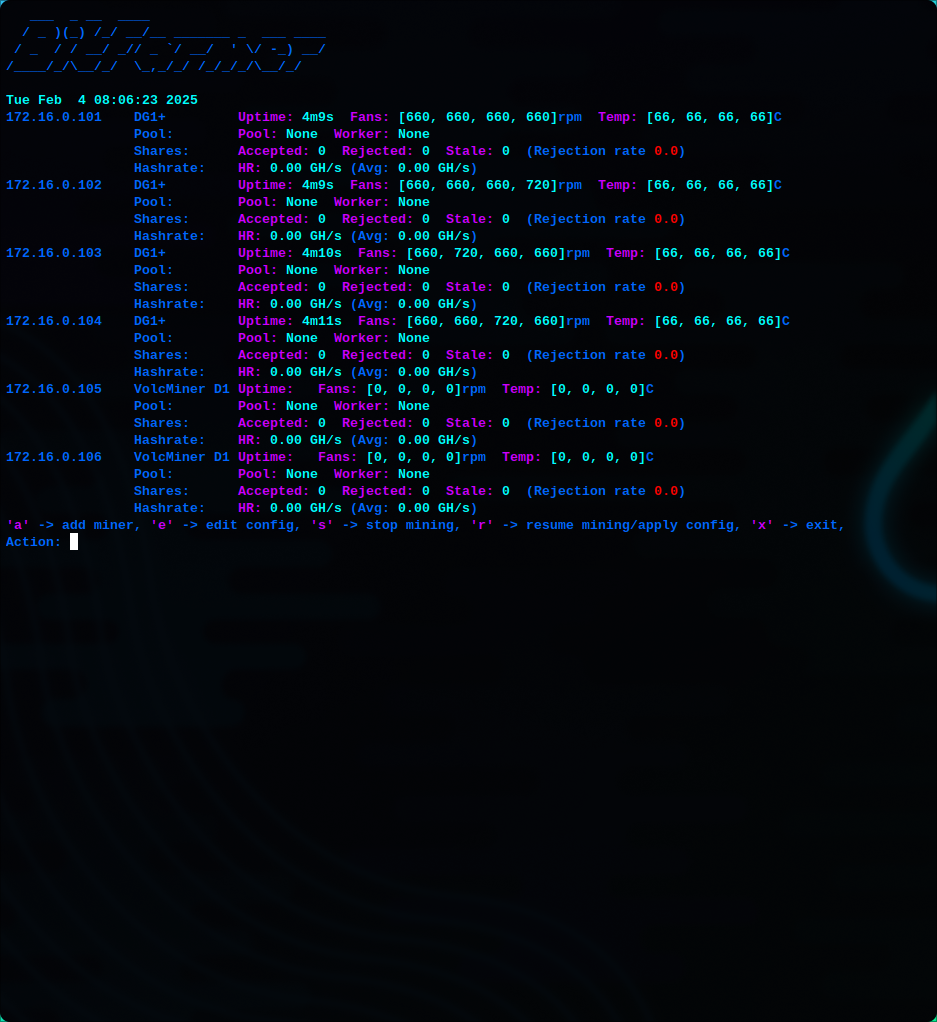 ___  _ __  ____
  / _ )(_) /_/ __/__ _______ _  ___ ____
 / _  / / __/ _// _ `/ __/  ' \/ -_) __/
/____/_/\__/_/  \_,_/_/ /_/_/_/\__/_/
Tue Feb  4 08:06:23 2025
172.16.0.101    DG1+         Uptime: 4m9s  Fans: [660, 660, 660, 660]rpm  Temp: [66, 66, 66, 66]C
                Pool:        Pool: None  Worker: None
                Shares:      Accepted: 0  Rejected: 0  Stale: 0  (Rejection rate 0.0)
                Hashrate:    HR: 0.00 GH/s (Avg: 0.00 GH/s)
172.16.0.102    DG1+         Uptime: 4m9s  Fans: [660, 660, 660, 720]rpm  Temp: [66, 66, 66, 66]C
                Pool:        Pool: None  Worker: None
                Shares:      Accepted: 0  Rejected: 0  Stale: 0  (Rejection rate 0.0)
                Hashrate:    HR: 0.00 GH/s (Avg: 0.00 GH/s)
172.16.0.103    DG1+         Uptime: 4m10s  Fans: [660, 720, 660, 660]rpm  Temp: [66, 66, 66, 66]C
                Pool:        Pool: None  Worker: None
                Shares:      Accepted: 0  Rejected: 0  Stale: 0  (Rejection rate 0.0)
                Hashrate:    HR: 0.00 GH/s (Avg: 0.00 GH/s)
172.16.0.104    DG1+         Uptime: 4m11s  Fans: [660, 660, 720, 660]rpm  Temp: [66, 66, 66, 66]C
                Pool:        Pool: None  Worker: None
                Shares:      Accepted: 0  Rejected: 0  Stale: 0  (Rejection rate 0.0)
                Hashrate:    HR: 0.00 GH/s (Avg: 0.00 GH/s)
172.16.0.105    VolcMiner D1 Uptime:   Fans: [0, 0, 0, 0]rpm  Temp: [0, 0, 0, 0]C
                Pool:        Pool: None  Worker: None
                Shares:      Accepted: 0  Rejected: 0  Stale: 0  (Rejection rate 0.0)
                Hashrate:    HR: 0.00 GH/s (Avg: 0.00 GH/s)
172.16.0.106    VolcMiner D1 Uptime:   Fans: [0, 0, 0, 0]rpm  Temp: [0, 0, 0, 0]C
                Pool:        Pool: None  Worker: None
                Shares:      Accepted: 0  Rejected: 0  Stale: 0  (Rejection rate 0.0)
                Hashrate:    HR: 0.00 GH/s (Avg: 0.00 GH/s)
'a' -> add miner, 'e' -> edit config, 's' -> stop mining, 'r' -> resume mining/apply config, 'x' -> exit,
Action: